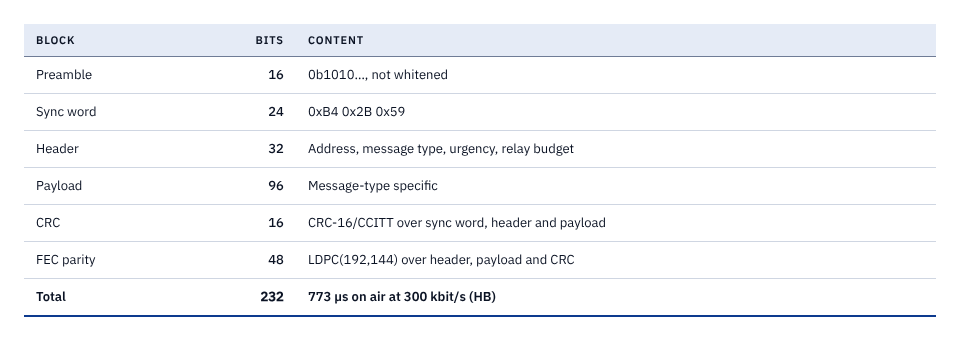 BLOCK BITS CONTENT
Preamble 16 0b1010…, not whitened
Sync word 24 0xB4 0x2B 0x59
Header 32 Address, message type, urgency, relay budget
Payload 96 Message-type specific
CRC 16 CRC-16/CCITT over sync word, header and payload
FEC parity 48 LDPC(192,144) over header, payload and CRC
Total 232 773 µs on air at 300 kbit/s (HB)